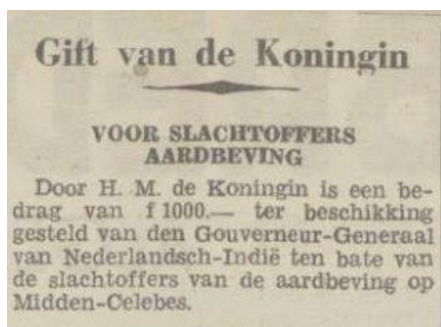 Gift van de Koningin
VOOR SLACHTOFFERS
AARDBEVING
Door H. M. de Koningin is een be-
drag van f 1000.— ter beschikking
gesteld van den Gouverneur-Generaal
van Nederlandsch-Indië ten bate van
de slachtoffers van de aardbeving op
Midden-Celebes.